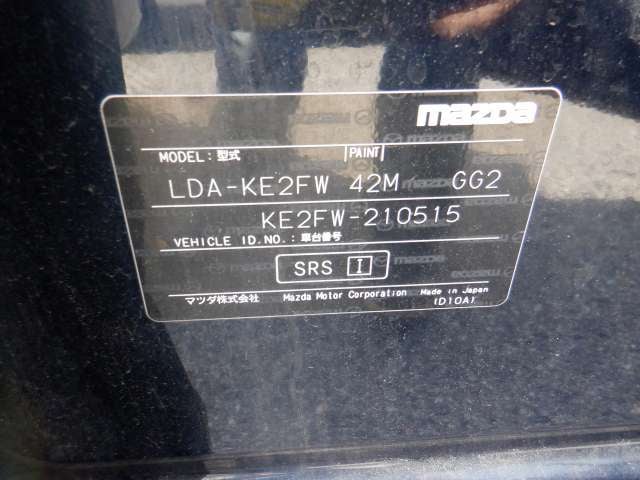 mazda
MODEL: 型式 PAINT
LDA-KE2FW 42M GG2
KE2FW-210515
VEHICLE ID.NO.: 車台番号
SRS I
マツダ株式会社 Mazda Motor Corporation Made in Japan
(D10A)